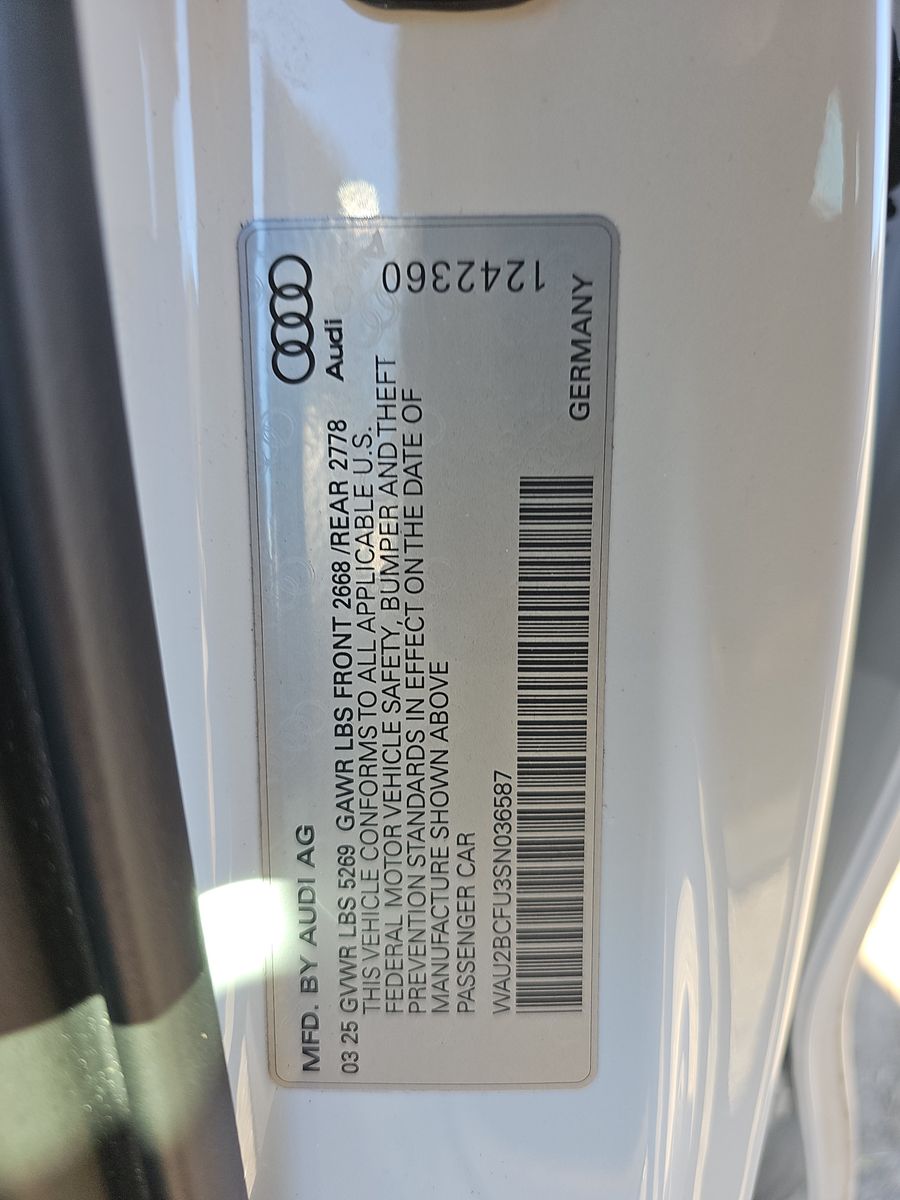 MFD. BY AUDI AG
03 25 GVWR LBS 5269 GAWR LBS FRONT 2668 /REAR 2778
THIS VEHICLE CONFORMS TO ALL APPLICABLE U.S.
FEDERAL MOTOR VEHICLE SAFETY, BUMPER AND THEFT
PREVENTION STANDARDS IN EFFECT ON THE DATE OF
MANUFACTURE SHOWN ABOVE
PASSENGER CAR
WAU2BCFU3SN036587
Audi
1242360
GERMANY